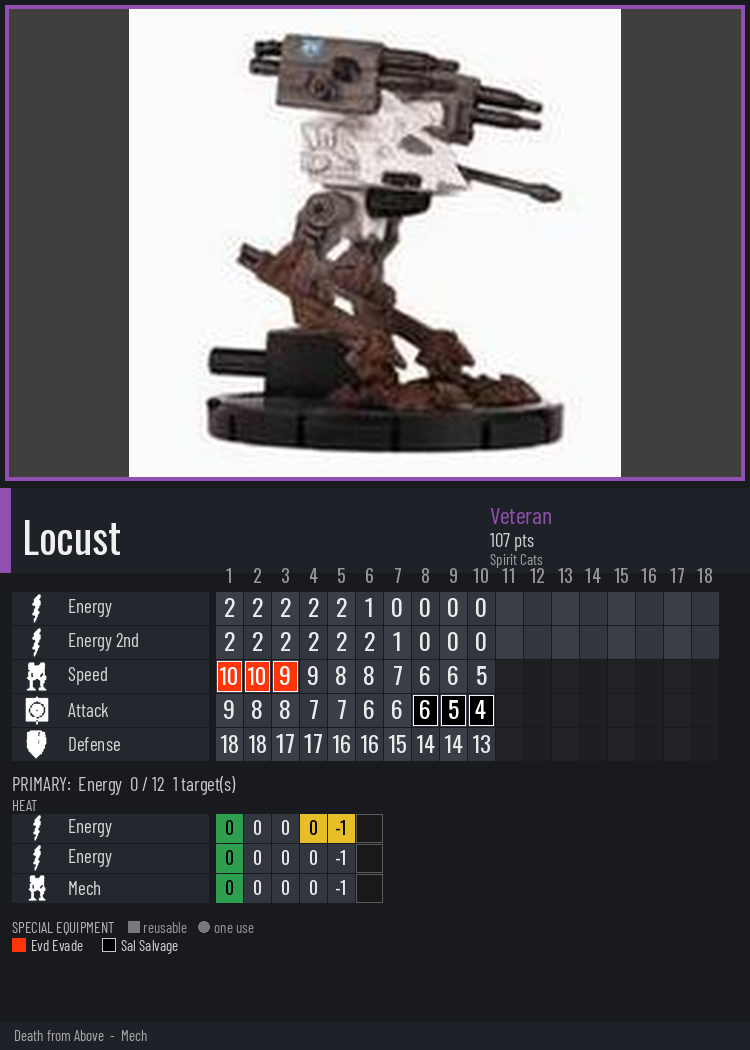 Locust
Veteran
107 pts
Spirit Cats
1 2 3 4 5 6 7 8 9 10 11 12 13 14 15 16 17 18
Energy 2 2 2 2 2 1 0 0 0 0
Energy 2nd 2 2 2 2 2 2 1 0 0 0
Speed 10 10 9 9 8 8 7 6 6 5
Attack 9 8 8 7 7 6 6 6 5 4
Defense 18 18 17 17 16 16 15 14 14 13
PRIMARY: Energy 0 / 12 1 target(s)
HEAT
Energy 0 0 0 0 -1
Energy 0 0 0 0 -1
Mech 0 0 0 0 -1
SPECIAL EQUIPMENT reusable one use
Evd Evade Sal Salvage
Death from Above - Mech